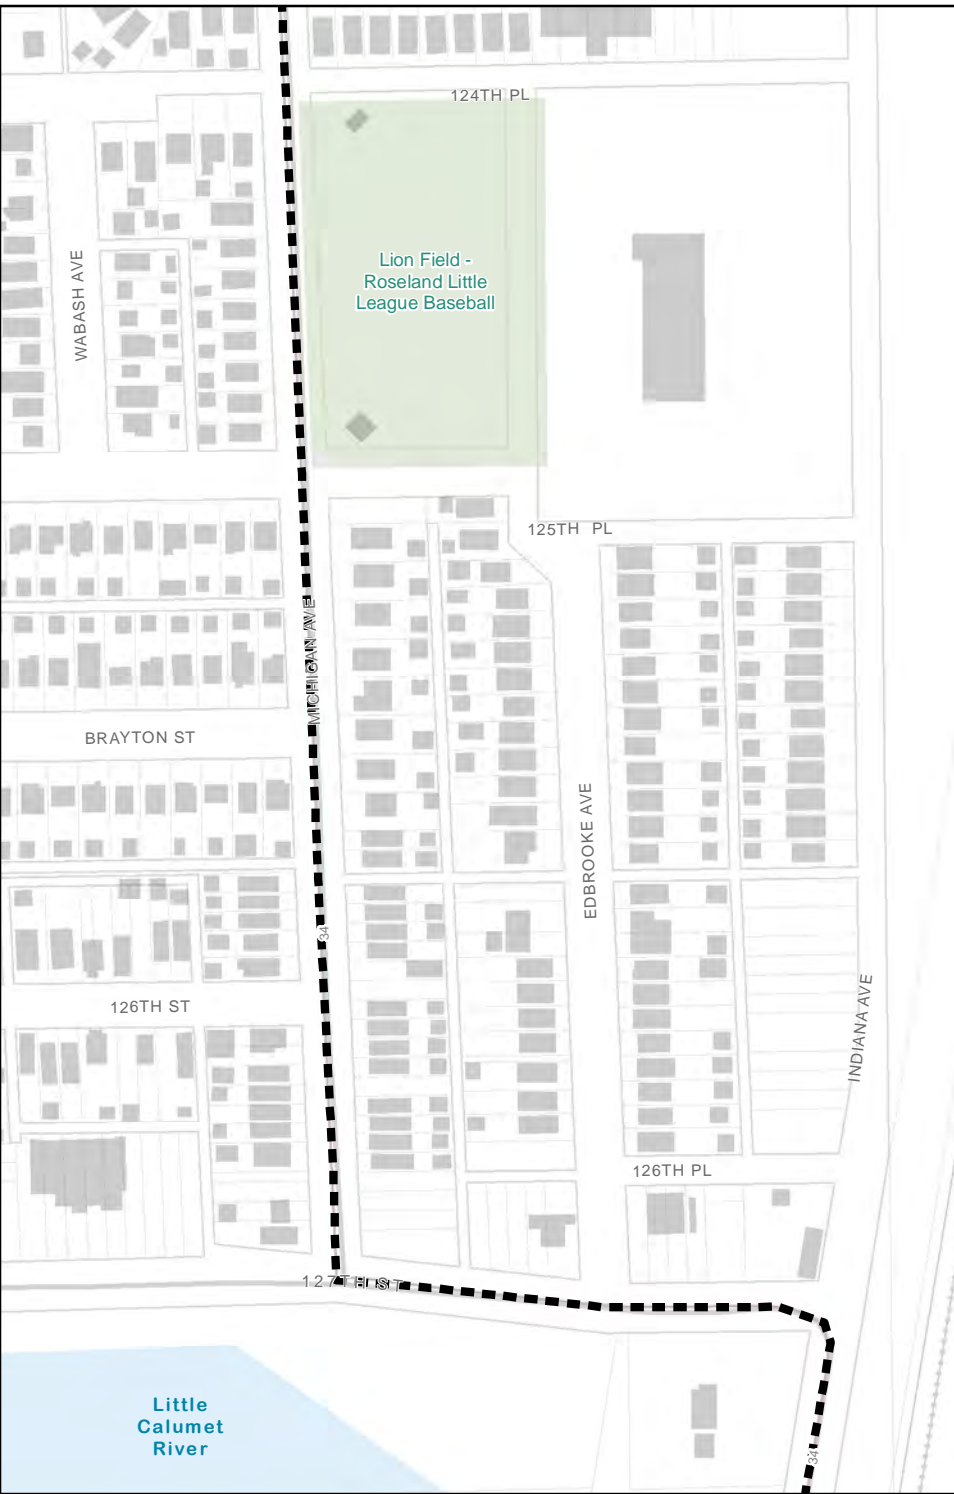 124TH PL
WABASH AVE
Lion Field -
Roseland Little
League Baseball
125TH PL
MICHIGAN AVE
BRAYTON ST
EDBROOKE AVE
34
126TH ST
INDIANA AVE
126TH PL
127TH ST
Little
Calumet
River
34